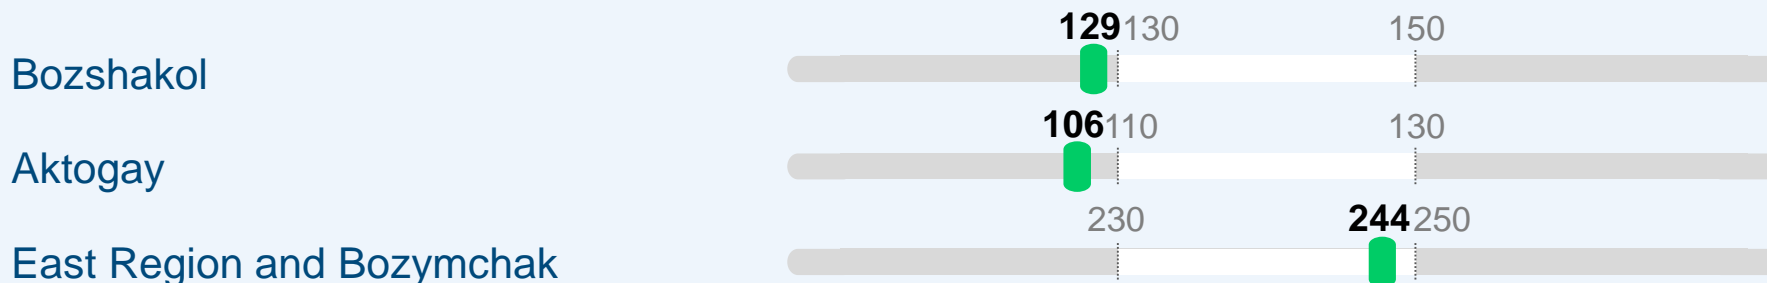 129 130 150
Bozshakol
106 110 130
Aktogay
230 244 250
East Region and Bozymchak